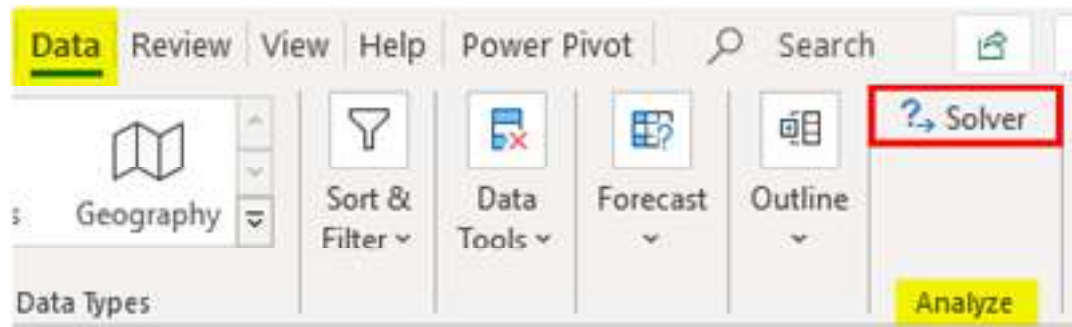 Data Review View Help Power Pivot Search
? Solver
Geography
Sort &
Filter
Data
Tools
Forecast
?
Outline
Data Types
Analyze